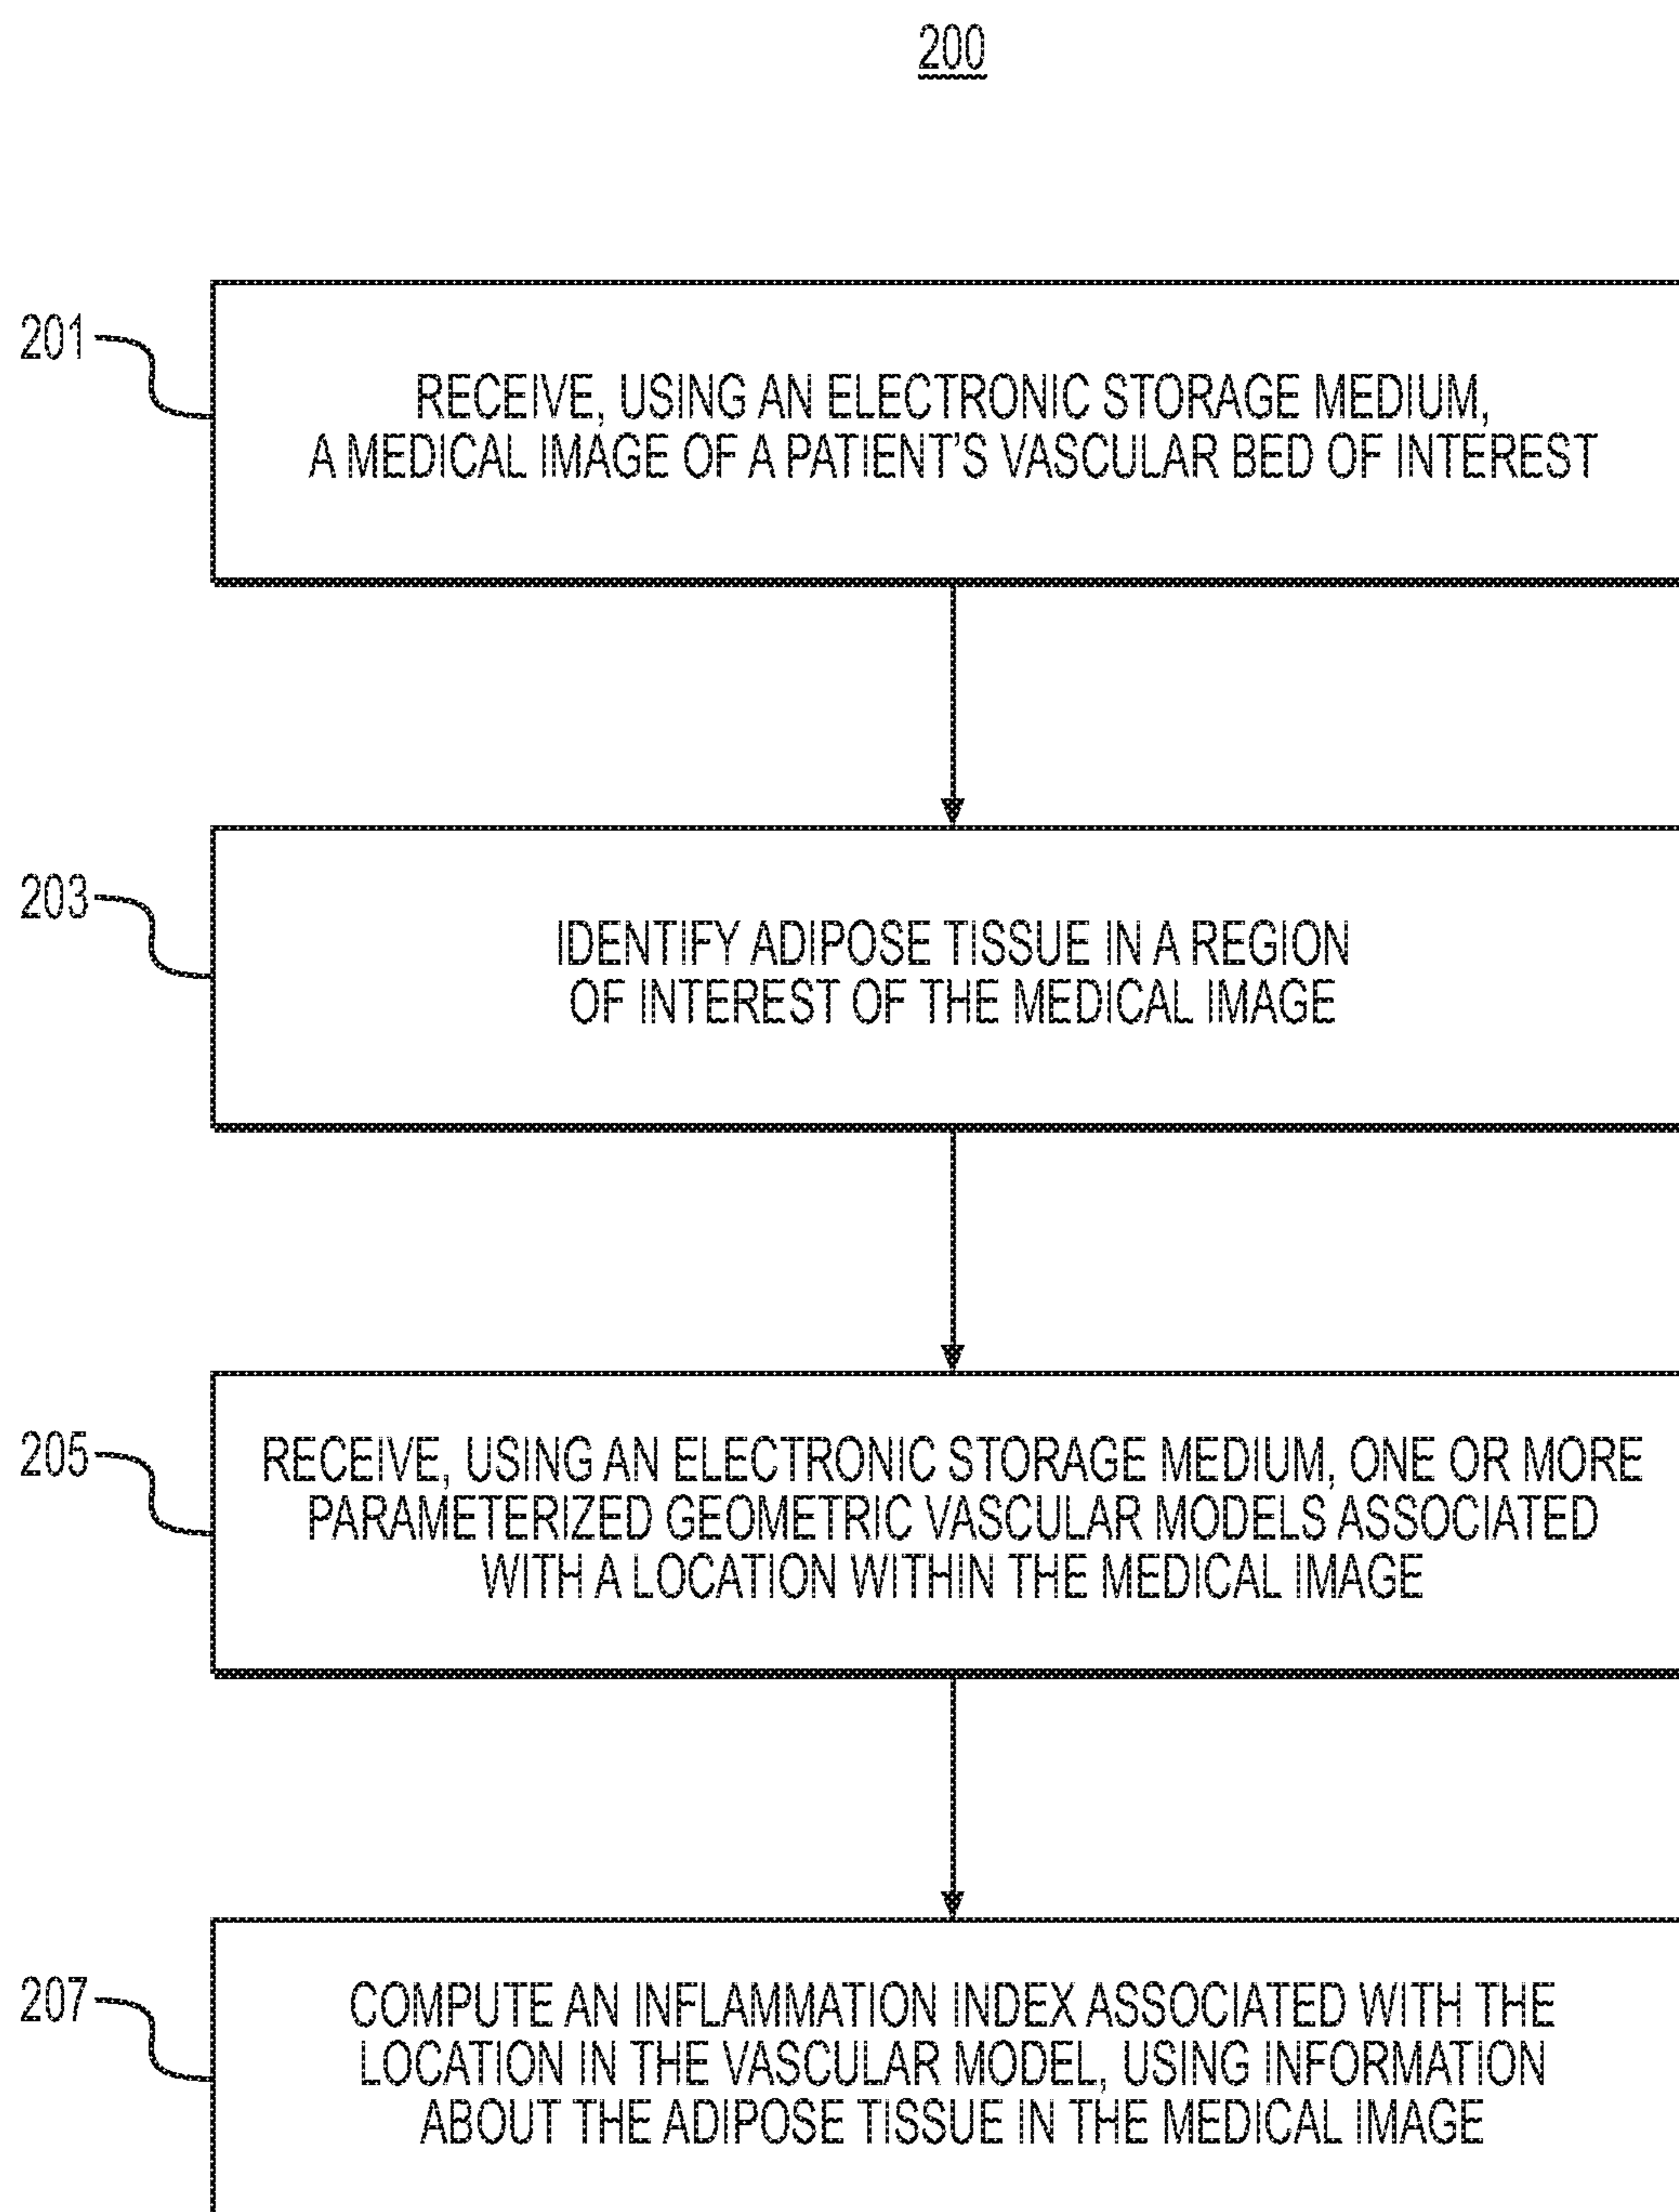 200
201
RECEIVE, USING AN ELECTRONIC STORAGE MEDIUM,
A MEDICAL IMAGE OF A PATIENT'S VASCULAR BED OF INTEREST
203
IDENTIFY ADIPOSE TISSUE IN A REGION
OF INTEREST OF THE MEDICAL IMAGE
205
RECEIVE, USING AN ELECTRONIC STORAGE MEDIUM, ONE OR MORE
PARAMETERIZED GEOMETRIC VASCULAR MODELS ASSOCIATED
WITH A LOCATION WITHIN THE MEDICAL IMAGE
207
COMPUTE AN INFLAMMATION INDEX ASSOCIATED WITH THE
LOCATION IN THE VASCULAR MODEL, USING INFORMATION
ABOUT THE ADIPOSE TISSUE IN THE MEDICAL IMAGE